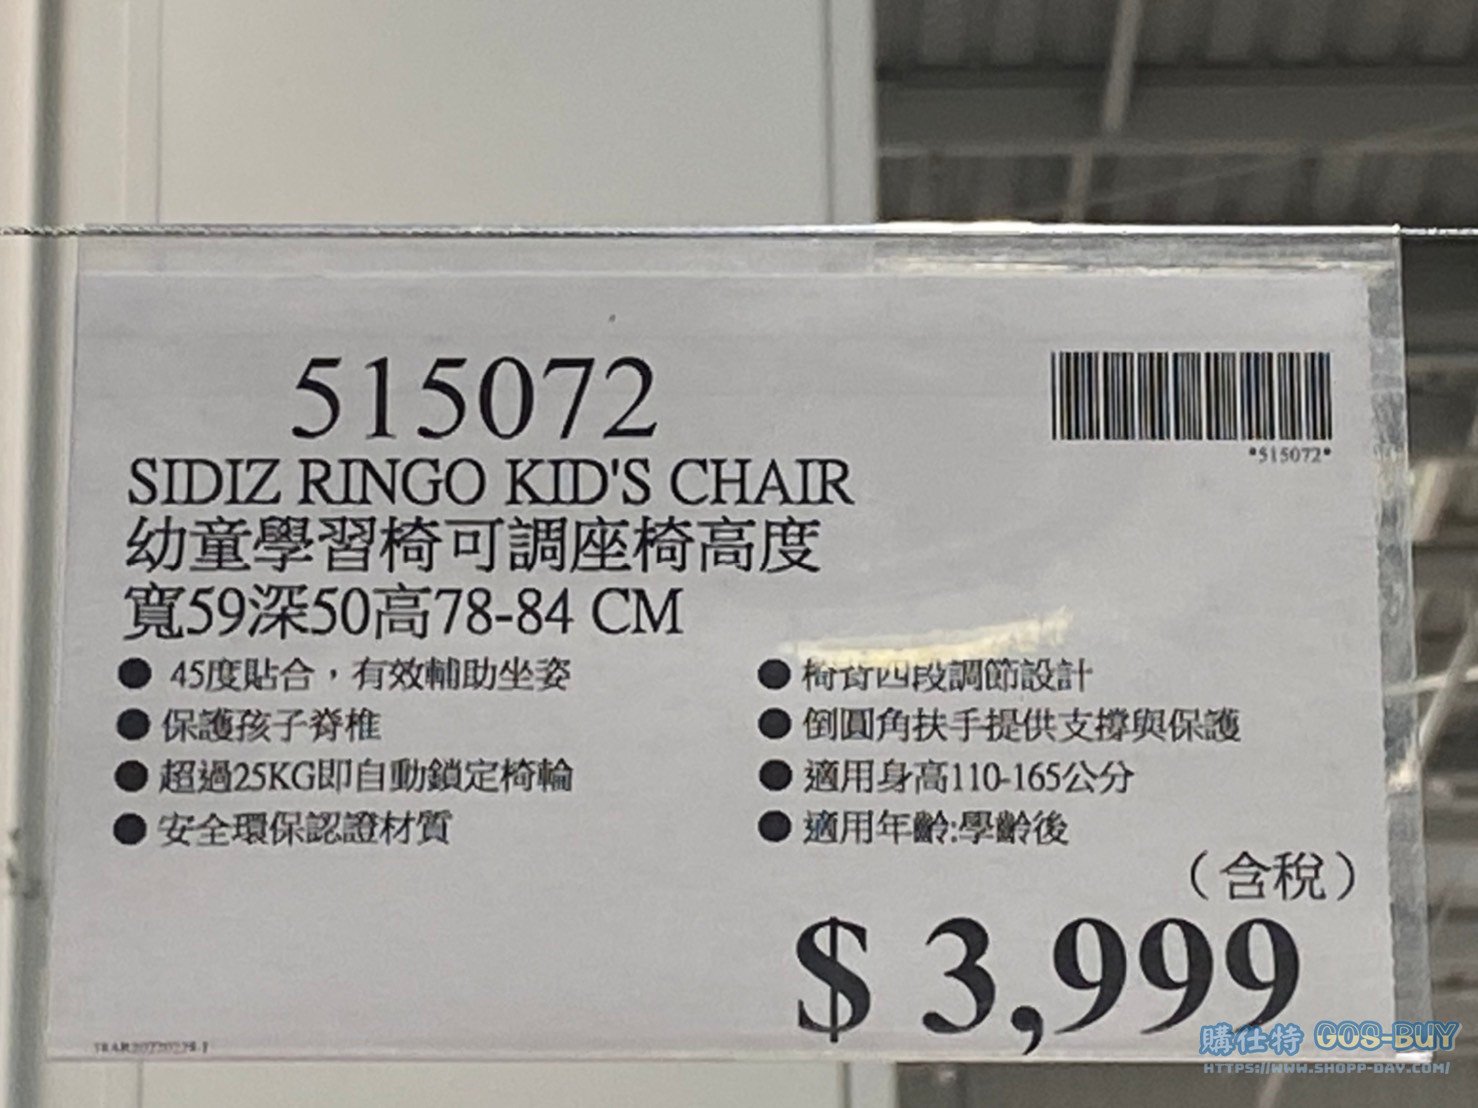 515072
*515072*
SIDIZ RINGO KID'S CHAIR
幼童學習椅可調座椅高度
寬59深50高78-84 CM
● 45度貼合，有效輔助坐姿
● 保護孩子脊椎
● 超過25KG即自動鎖定椅輪
● 安全環保認證材質
● 椅背四段調節設計
● 倒圓角扶手提供支撐與保護
● 適用身高110-165公分
● 適用年齡:學齡後
（含稅）
$ 3,999
購仕特 GOS-BUY
HTTPS://WWW.SHOPP-DAY.COM/